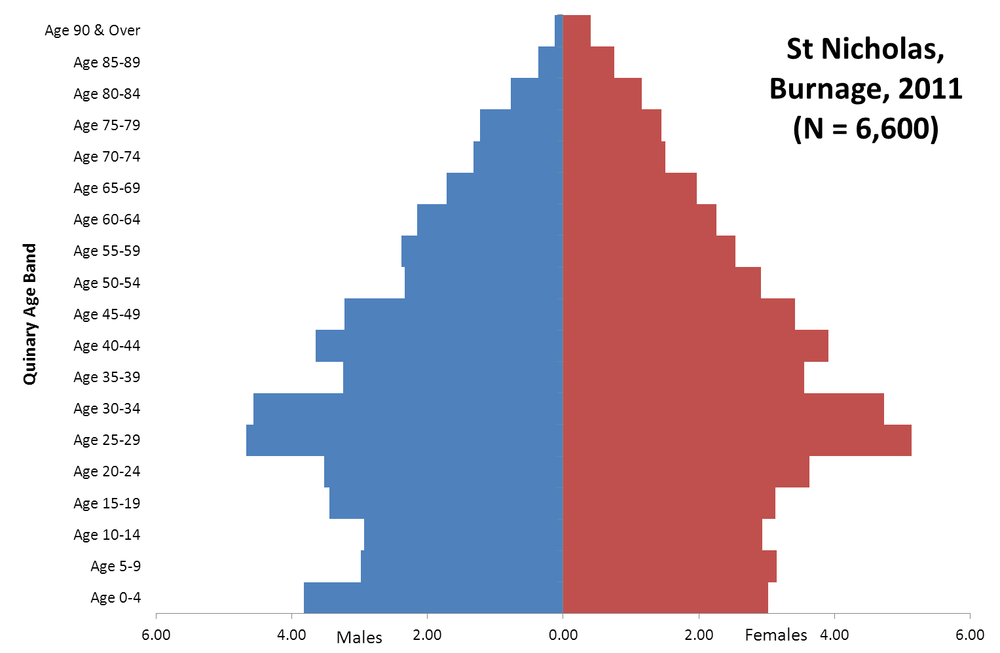 St Nicholas,
Burnage, 2011
(N = 6,600)
Quinary Age Band
Age 90 & Over
Age 85-89
Age 80-84
Age 75-79
Age 70-74
Age 65-69
Age 60-64
Age 55-59
Age 50-54
Age 45-49
Age 40-44
Age 35-39
Age 30-34
Age 25-29
Age 20-24
Age 15-19
Age 10-14
Age 5-9
Age 0-4
6.00 4.00 Males 2.00 0.00 2.00 Females 4.00 6.00